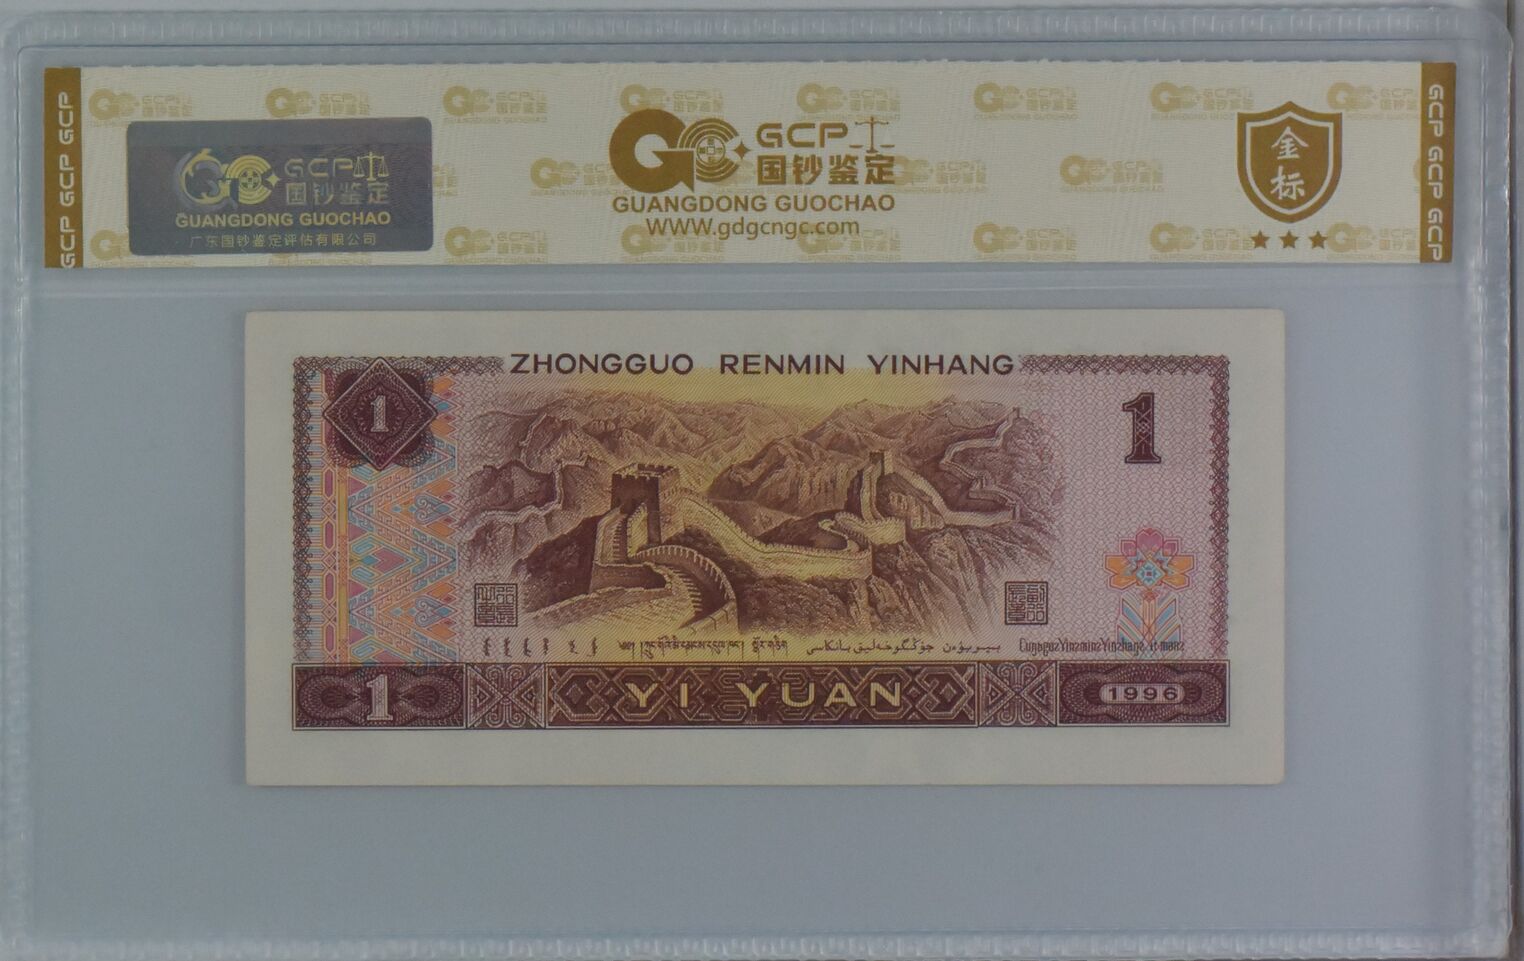 GCP GCP GCP
GCP 国钞鉴定
GUANGDONG GUOCHAO
广东国钞鉴定评估有限公司
GCP
国钞鉴定
GUANGDONG GUOCHAO
WWW.gdgcngc.com
金标
GCP GCP GCP
ZHONGGUO RENMIN YINHANG
1
1
1
YI YUAN
1996